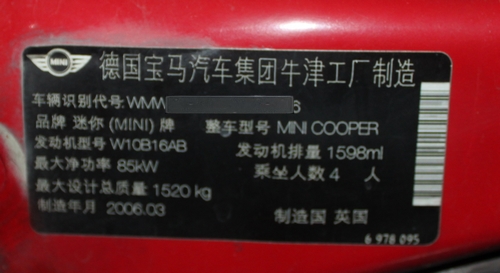 MINI
德国宝马汽车集团牛津工厂制造
车辆识别代号:WMW 6
品牌 迷你 (MINI) 牌 整车型号 MINI COOPER
发动机型号 W10B16AB 发动机排量 1598ml
最大净功率 85kW 乘坐人数 4 人
最大设计总质量 1520 kg
制造年月 2006.03 制造国 英国
6 978 095